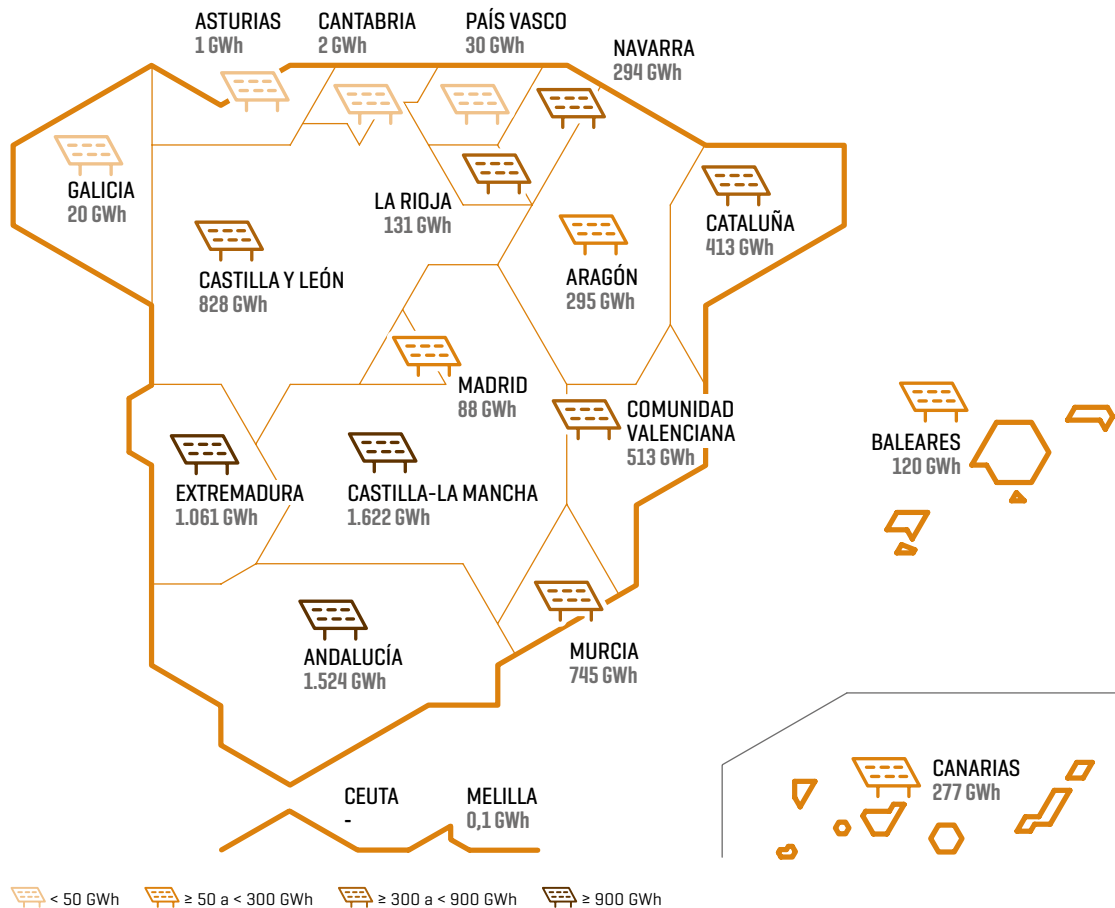 ASTURIAS
1 GWh
CANTABRIA
2 GWh
PAÍS VASCO
30 GWh
NAVARRA
294 GWh
GALICIA
20 GWh
LA RIOJA
131 GWh
CATALUÑA
413 GWh
CASTILLA Y LEÓN
828 GWh
ARAGÓN
295 GWh
MADRID
88 GWh
COMUNIDAD
VALENCIANA
513 GWh
BALEARES
120 GWh
EXTREMADURA
1.061 GWh
CASTILLA-LA MANCHA
1.622 GWh
ANDALUCÍA
1.524 GWh
MURCIA
745 GWh
CANARIAS
277 GWh
CEUTA
-
MELILLA
0,1 GWh
< 50 GWh
≥ 50 a < 300 GWh
≥ 300 a < 900 GWh
≥ 900 GWh